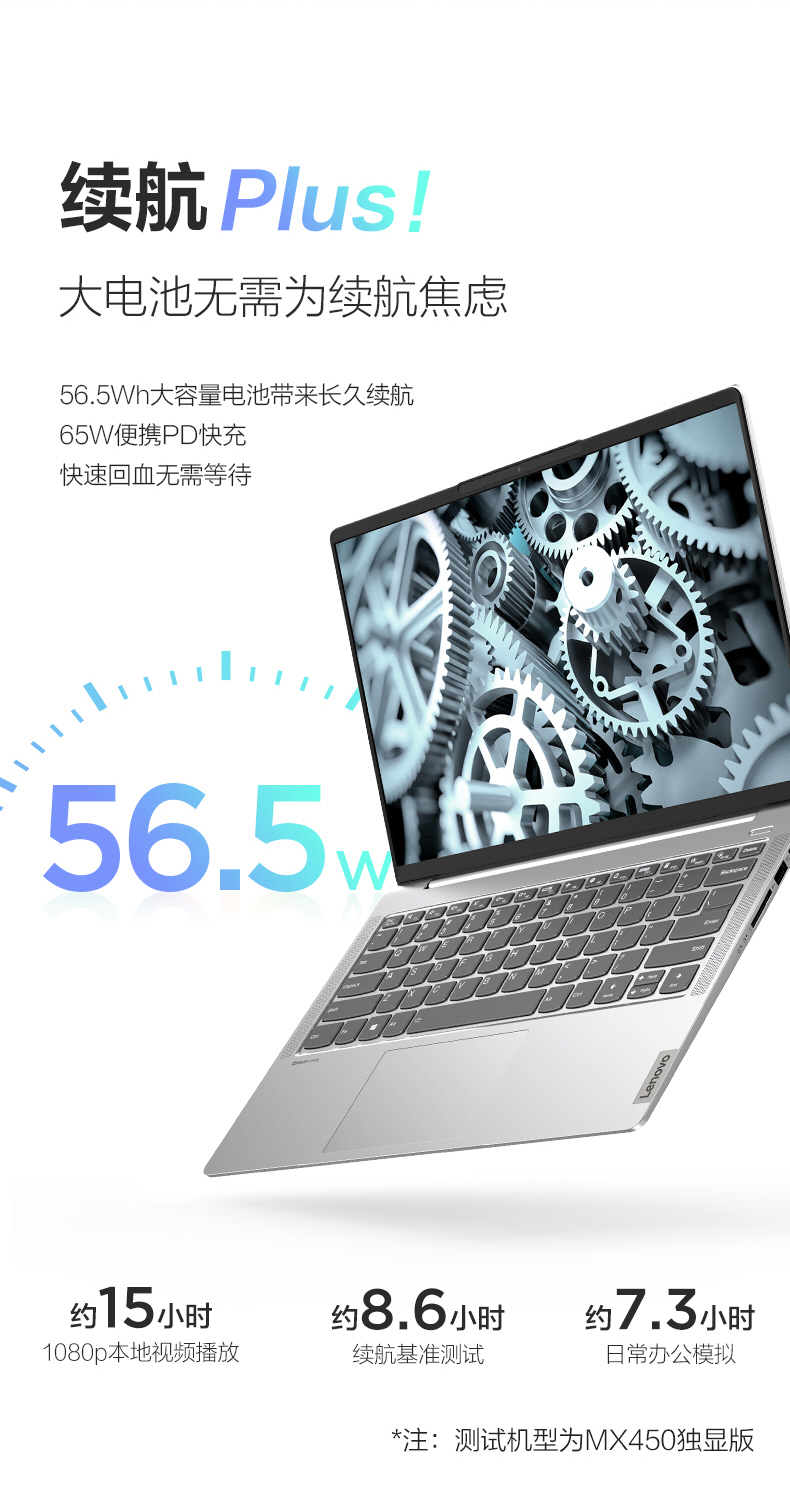 续航Plus!
大电池无需为续航焦虑
56.5Wh大容量电池带来长久续航
65W便携PD快充
快速回血无需等待
56.5W
Lenovo
约15小时
1080p本地视频播放
约8.6小时
续航基准测试
约7.3小时
日常办公模拟
*注：测试机型为MX450独显版